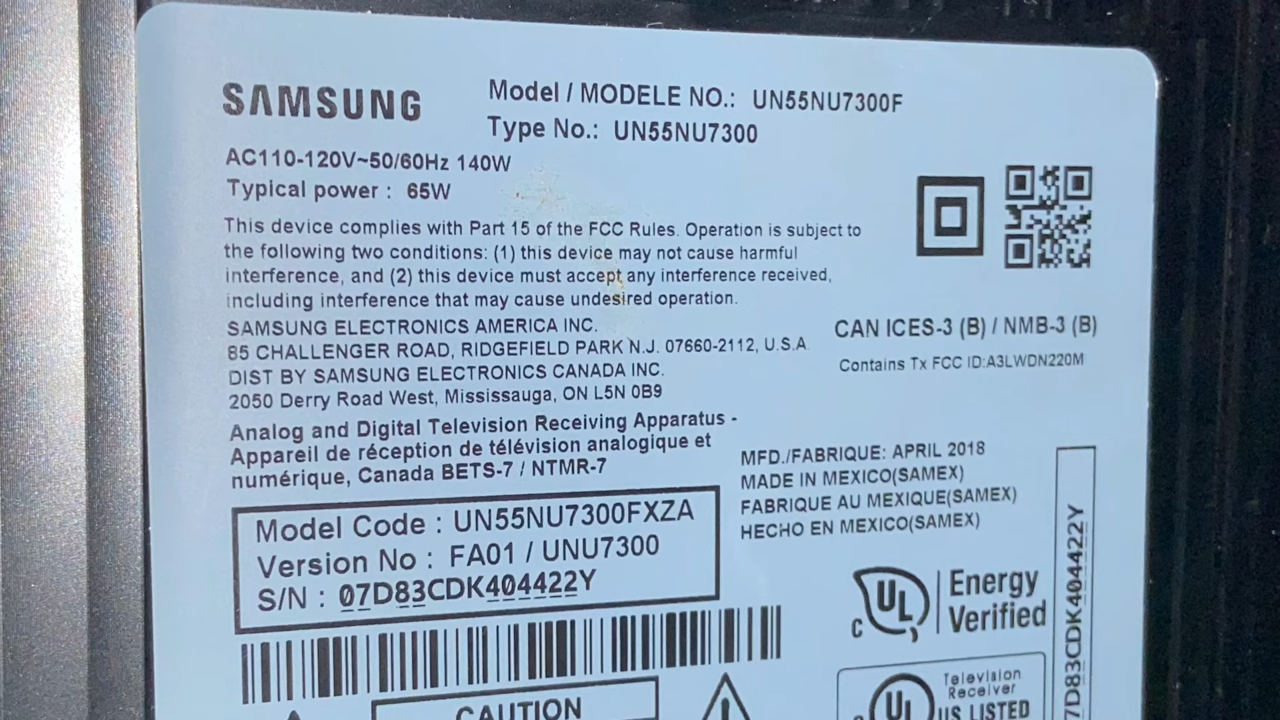 SAMSUNG
Model / MODELE NO.: UN55NU7300F
Type No.: UN55NU7300
AC110-120V~50/60Hz 140W
Typical power : 65W
This device complies with Part 15 of the FCC Rules. Operation is subject to
the following two conditions: (1) this device may not cause harmful
interference, and (2) this device must accept any interference received,
including interference that may cause undesired operation.
SAMSUNG ELECTRONICS AMERICA INC.
85 CHALLENGER ROAD, RIDGEFIELD PARK N.J. 07660-2112, U.S.A.
DIST BY SAMSUNG ELECTRONICS CANADA INC.
2050 Derry Road West, Mississauga, ON L5N 0B9
CAN ICES-3 (B) / NMB-3 (B)
Contains Tx FCC ID:A3LWDN220M
Analog and Digital Television Receiving Apparatus -
Appareil de réception de télévision analogique et
numérique, Canada BETS-7 / NTMR-7
MFD./FABRIQUE: APRIL 2018
MADE IN MEXICO(SAMEX)
FABRIQUE AU MEXIQUE(SAMEX)
HECHO EN MEXICO(SAMEX)
Model Code : UN55NU7300FXZA
Version No : FA01 / UNU7300
S/N : 07D83CDK404422Y
C UL
Energy
Verified
7D83CDK404422Y
CAUTION
UL
Television
Receiver
US LISTED